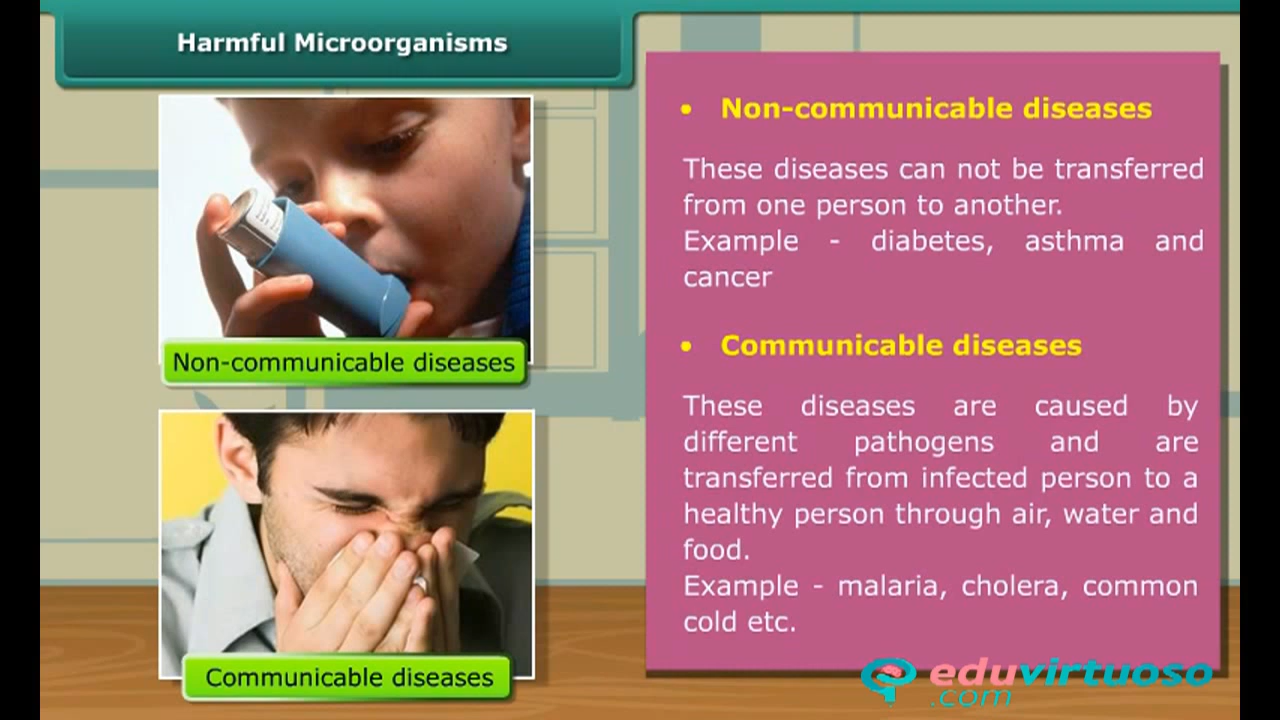 Harmful Microorganisms
Non-communicable diseases
Communicable diseases
• Non-communicable diseases
These diseases can not be transferred
from one person to another.
Example - diabetes, asthma and
cancer
• Communicable diseases
These diseases are caused by
different pathogens and are
transferred from infected person to a
healthy person through air, water and
food.
Example - malaria, cholera, common
cold etc.
eduvirtuoso
.com